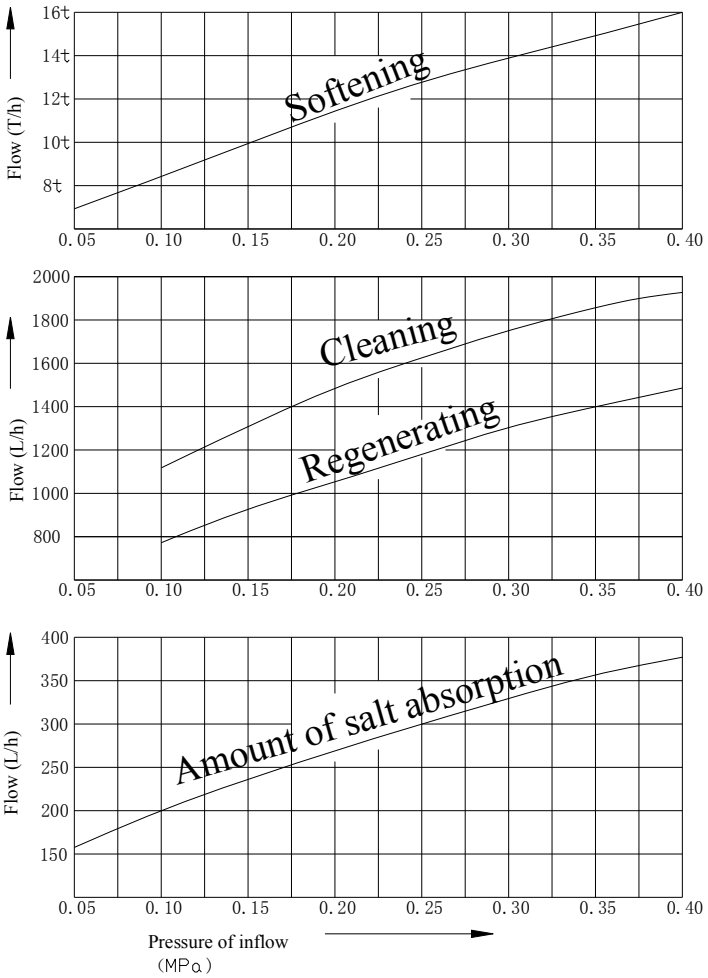 16t
14t
12t
10t
8t
Flow (T/h)
Softening
0.05 0.10 0.15 0.20 0.25 0.30 0.35 0.40
2000
1800
1600
1400
1200
1000
800
Flow (L/h)
Cleaning
Regenerating
0.05 0.10 0.15 0.20 0.25 0.30 0.35 0.40
400
350
300
250
200
150
Flow (L/h)
Amount of salt absorption
0.05 0.10 0.15 0.20 0.25 0.30 0.35 0.40
Pressure of inflow
(MPa)